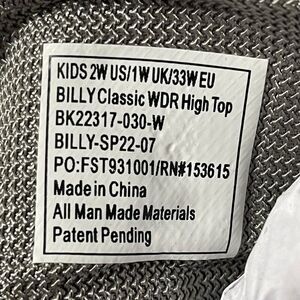 KIDS 2W US/1W UK/33W EU
BILLY Classic WDR High Top
BK22317-030-W
BILLY-SP22-07
PO:FST931001/RN#153615
Made in China
All Man Made Materials
Patent Pending